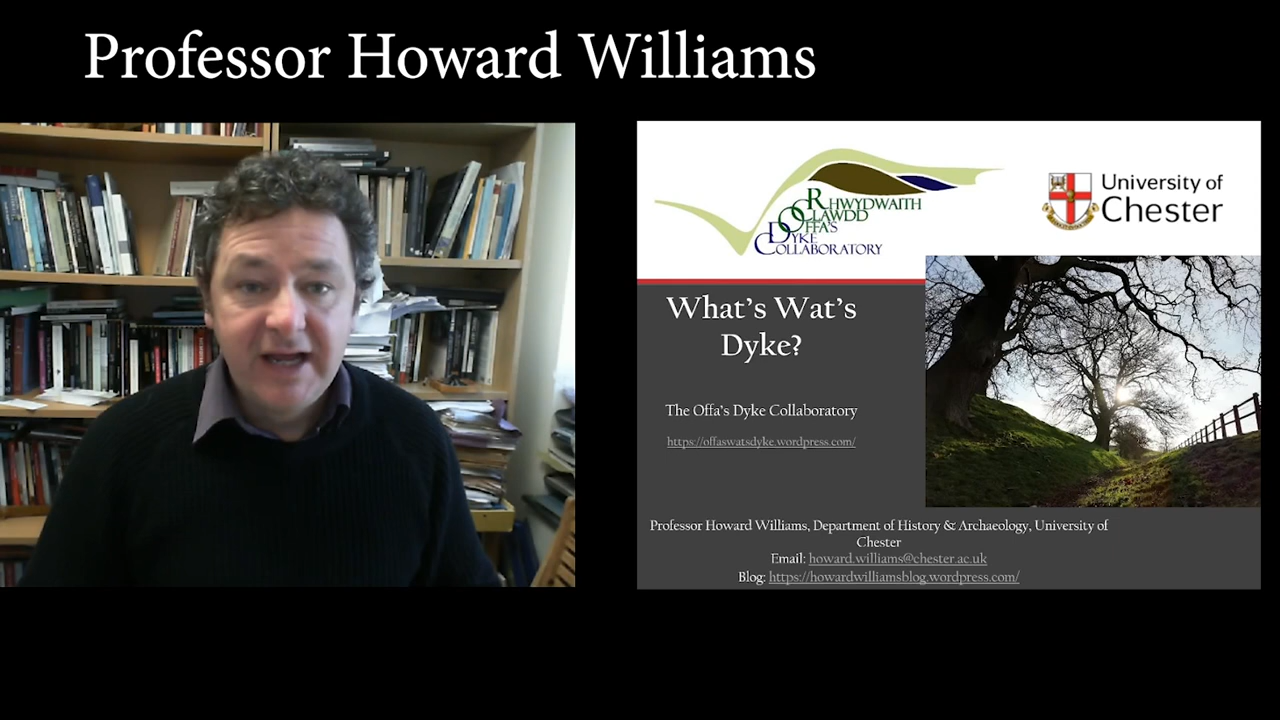 Professor Howard Williams
RHWYDWAITH
CLAWDD
OFFA'S
DYKE
COLLABORATORY
University of
Chester
What's Wat's
Dyke?
The Offa's Dyke Collaboratory
https://offaswatsdyke.wordpress.com/
Professor Howard Williams, Department of History & Archaeology, University of
Chester
Email: howard.williams@chester.ac.uk
Blog: https://howardwilliamsblog.wordpress.com/